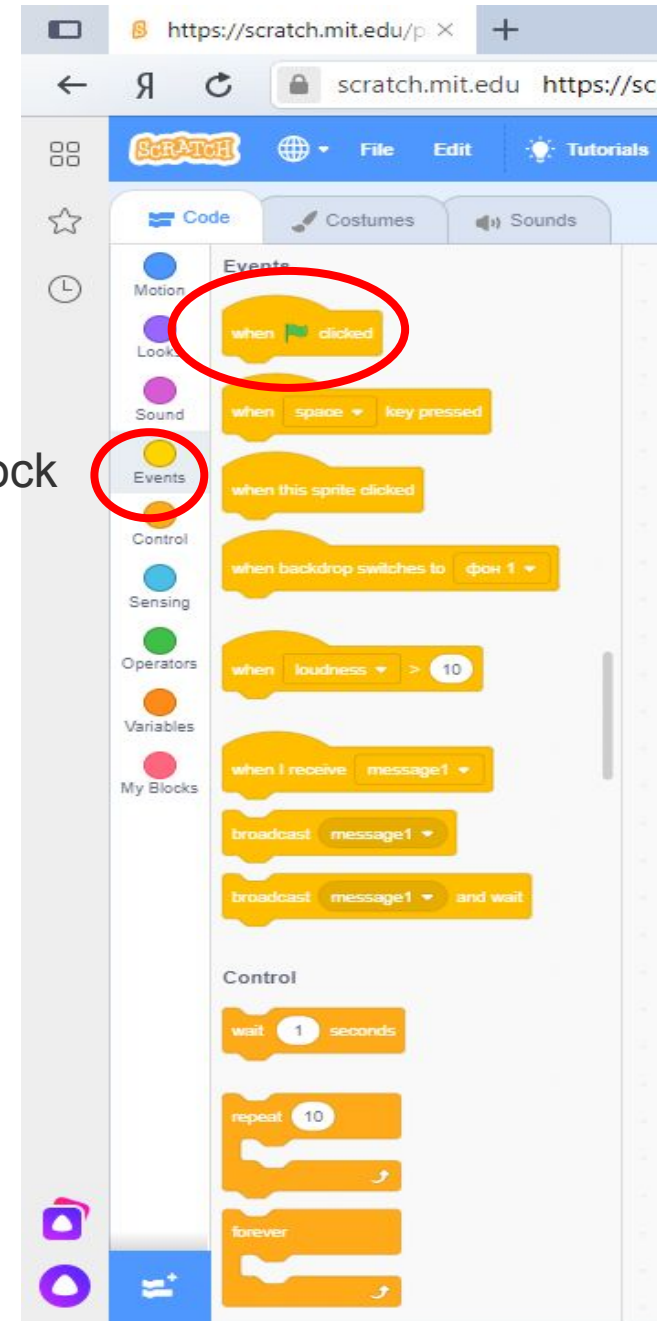 https://scratch.mit.edu/p
Я scratch.mit.edu https://sc
SCRATCH File Edit Tutorials
Code Costumes Sounds
Motion
Looks
Sound
Events
Control
Sensing
Operators
Variables
My Blocks
Events
when clicked
when space key pressed
when this sprite clicked
when backdrop switches to фон 1
when loudness > 10
when I receive message1
broadcast message1
broadcast message1 and wait
Control
wait 1 seconds
repeat 10
forever
ock